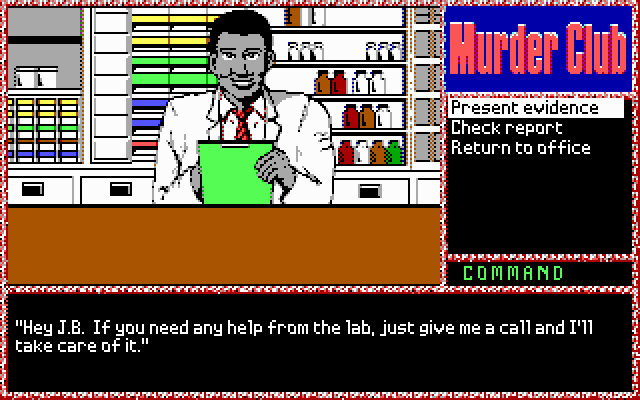 Murder Club
Present evidence
Check report
Return to office
COMMAND
"Hey J.B. If you need any help from the lab, just give me a call and I'll
take care of it."